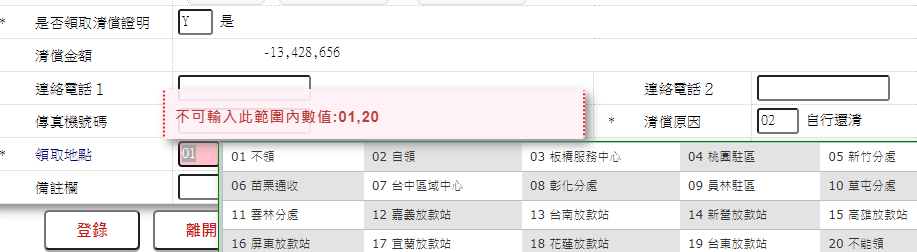 * 是否領取清償證明 Y 是
清償金額 -13,428,656
連絡電話1 連絡電話2
不可輸入此範圍內數值:01,20
傳真機號碼 * 清償原因 02 自行還清
* 領取地點 01
01 不領 02 自領 03 板橋服務中心 04 桃園駐區 05 新竹分處
備註欄
06 苗栗通收 07 台中區域中心 08 彰化分處 09 員林駐區 10 草屯分處
11 雲林分處 12 嘉義放款站 13 台南放款站 14 新營放款站 15 高雄放款站
登錄 離開
16 屏東放款站 17 宜蘭放款站 18 花蓮放款站 19 台東放款站 20 不能領